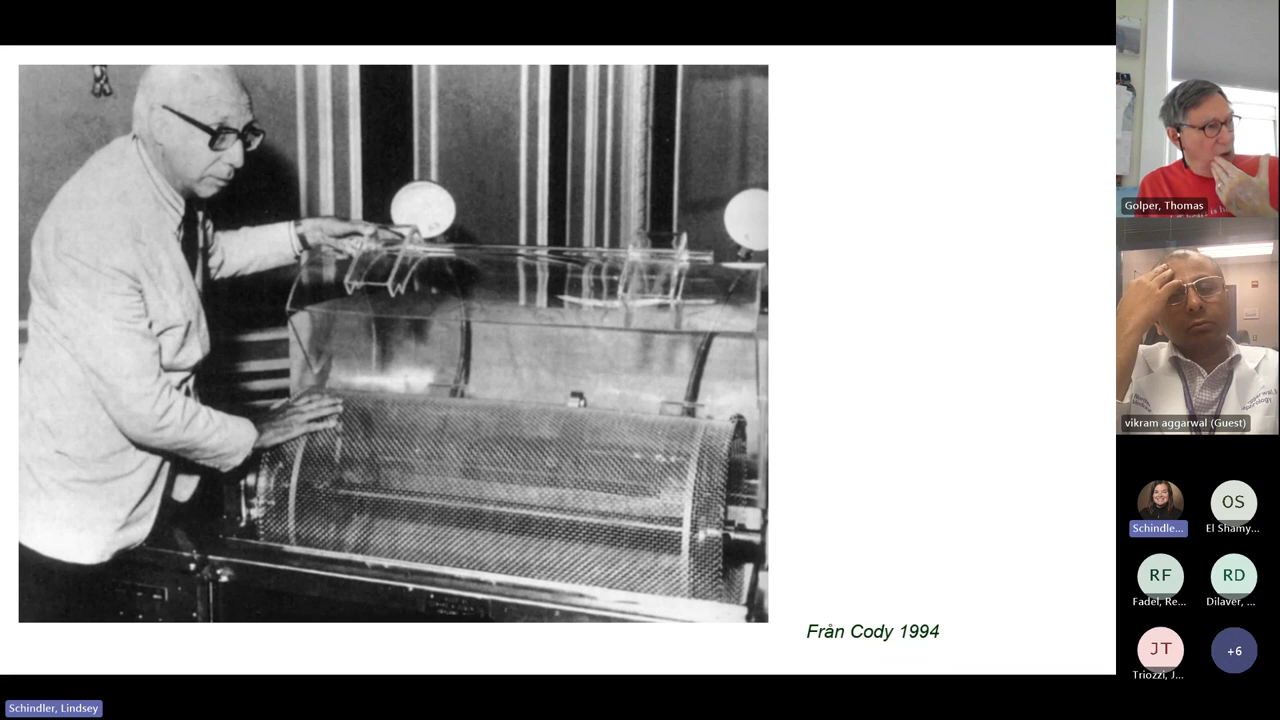 Från Cody 1994
Golper, Thomas
vikram aggarwal (Guest)
Schindle...
OS
El Shamy...
RF
Fadel, Re...
RD
Dilaver, ...
JT
Triozzi, J...
+6
Schindler, Lindsey